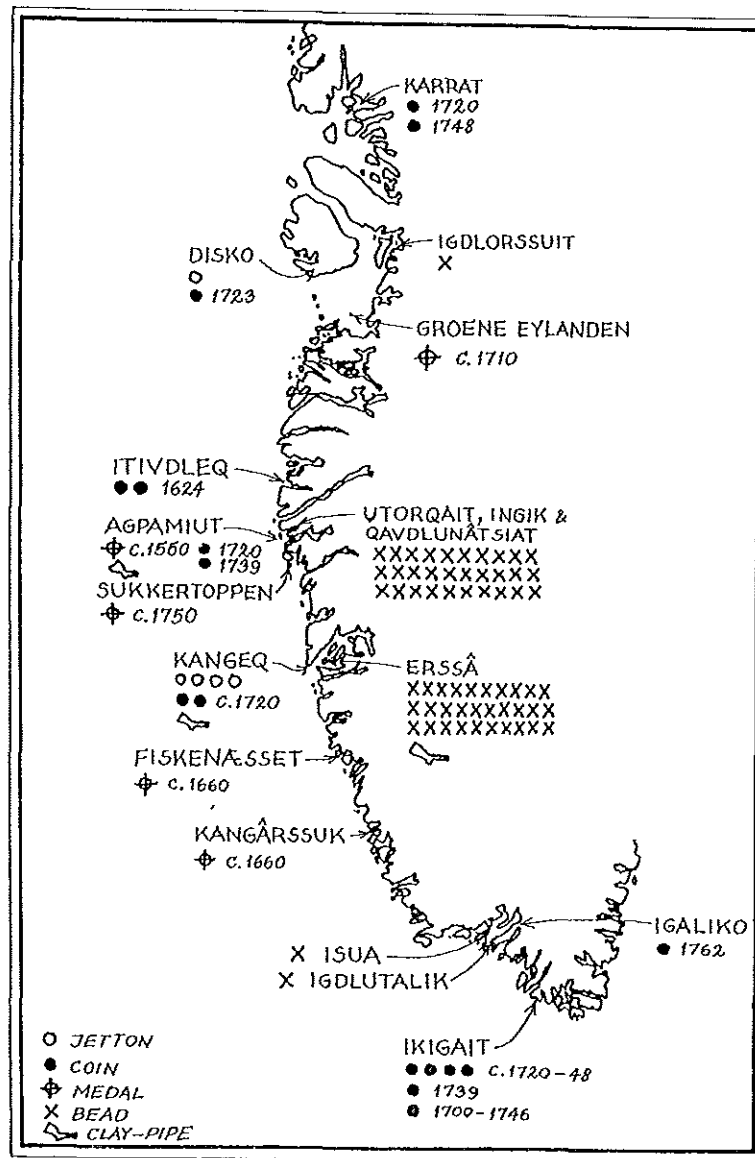 KARRAT
1720
1748
IGDLORSSUIT
X
DISKO
1723
GROENE EYLANDEN
c.1710
ITIVDLEQ
1624
UTORQAIT, INGIK &
QAVDLUNÂTSIAT
XXXXXXXXXX
XXXXXXXXXX
XXXXXXXXXX
AGPAMIUT
c.1560 1720
1739
SUKKERTOPPEN
c.1750
KANGEQ
c.1720
ERSSÂ
XXXXXXXXXX
XXXXXXXXXX
XXXXXXXXXX
FISKENÆSSET
c.1660
KANGÂRSSUK
c.1660
IGALIKO
1762
X ISUA
X IGDLUTALIK
IKIGAIT
c.1720-48
1739
1700-1746
JETTON
COIN
MEDAL
X BEAD
CLAY-PIPE